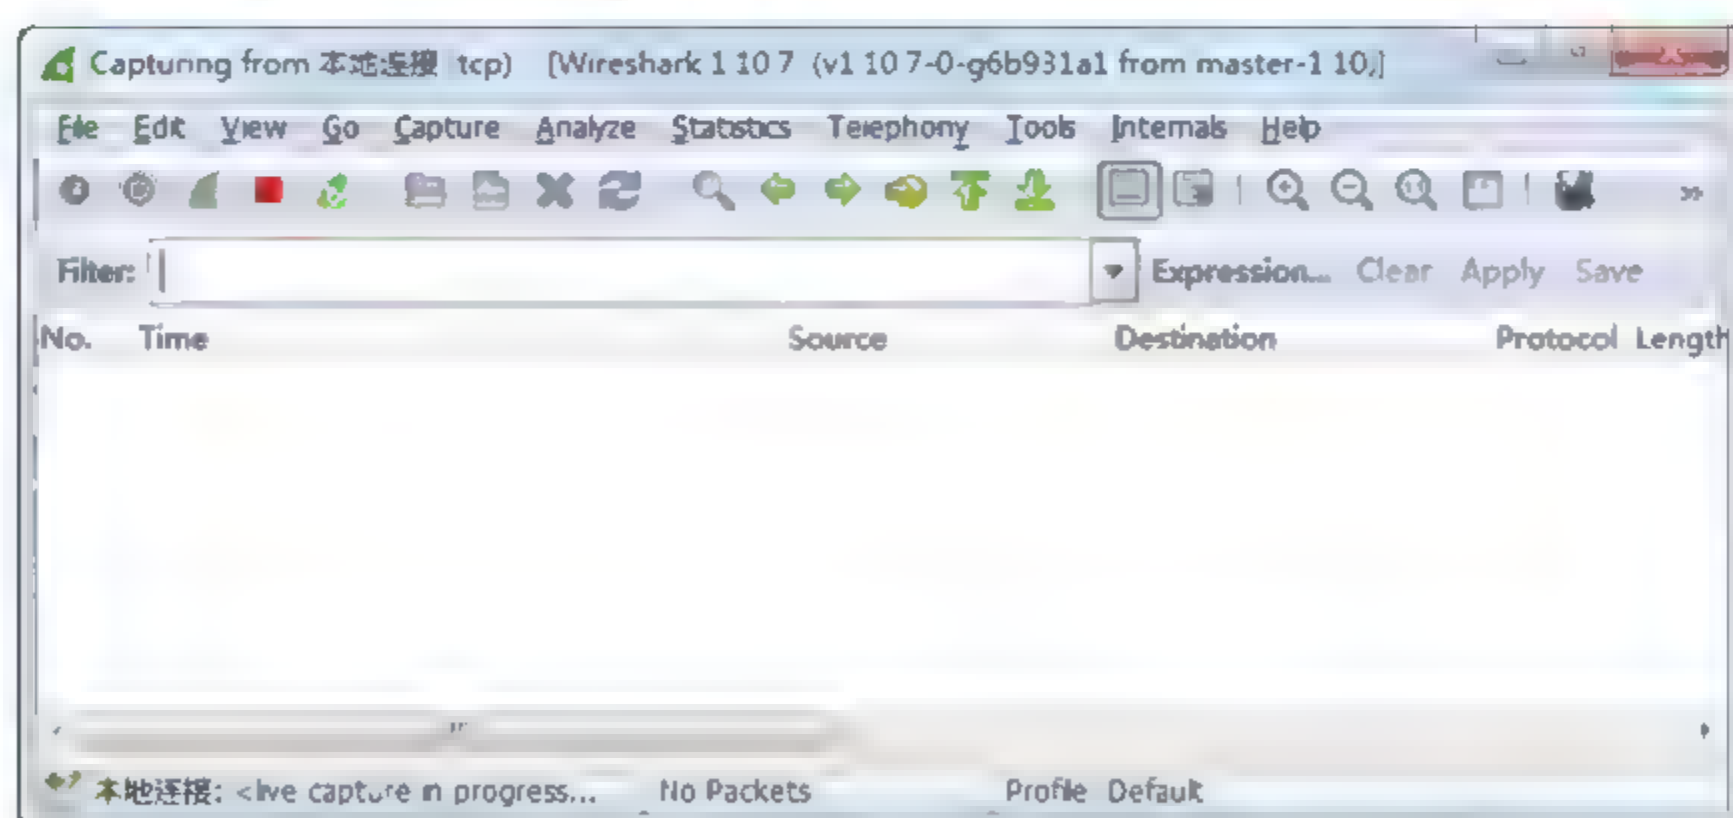 Capturing from 本地连接 tcp) [Wireshark 1 10 7 (v1 10 7-0-g6b931a1 from master-1 10)]
File Edit View Go Capture Analyze Statistics Telephony Tools Internals Help
Filter: Expression... Clear Apply Save
No. Time Source Destination Protocol Length
本地连接: <live capture in progress... No Packets Profile Default